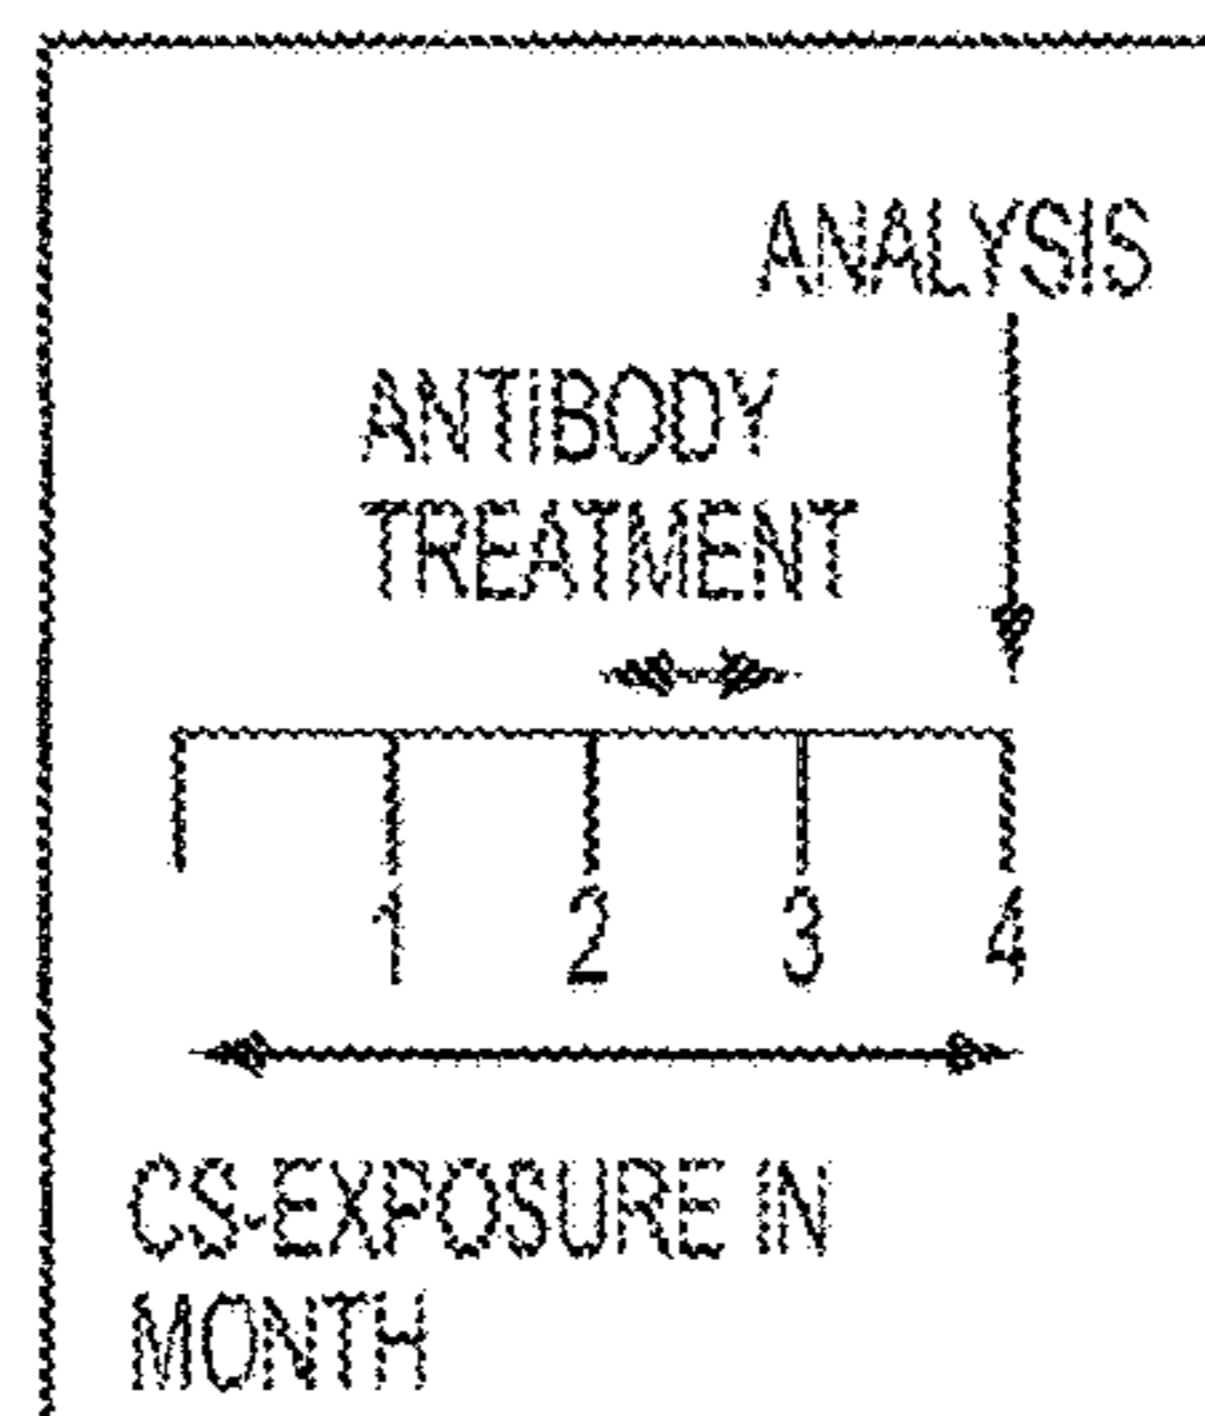 ANALYSIS
ANTIBODY
TREATMENT
1 2 3 4
CS-EXPOSURE IN
MONTH